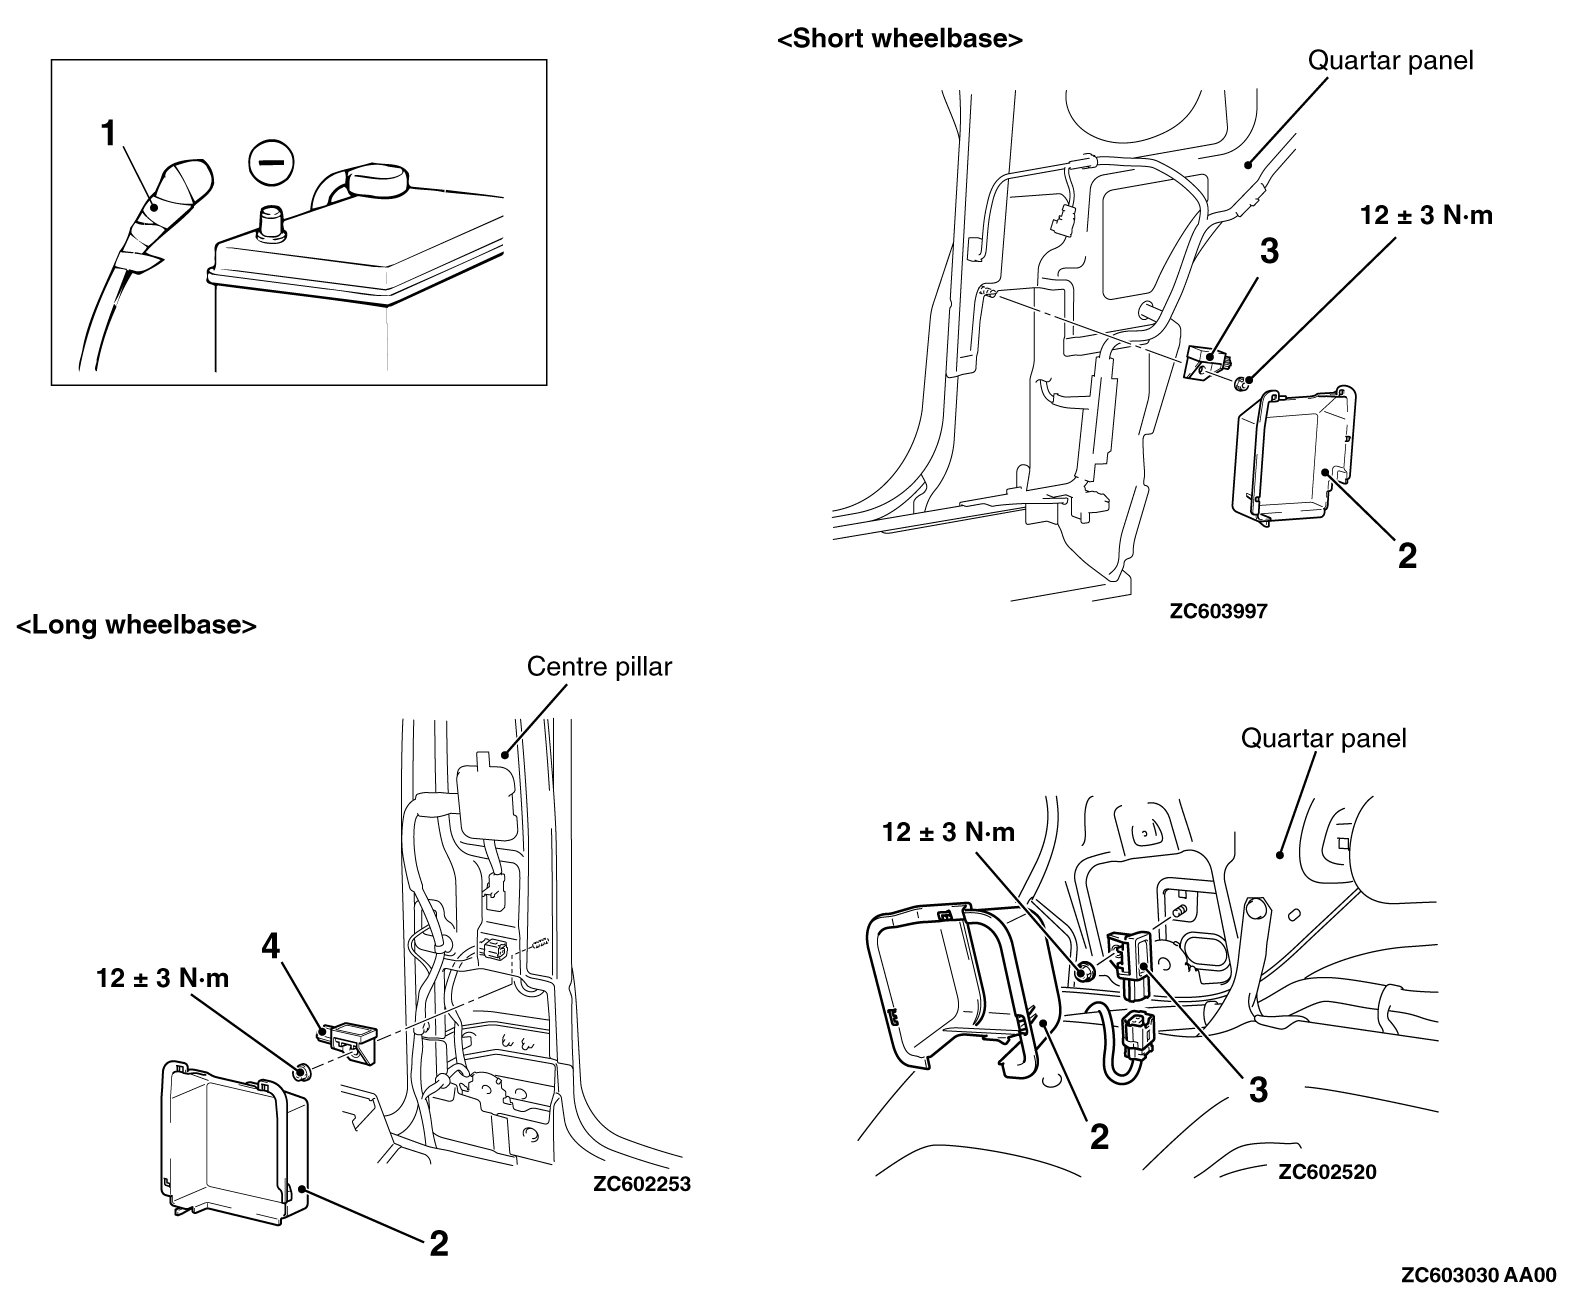 <Short wheelbase>
Quartar panel
1
12 ± 3 N·m
3
2
ZC603997
<Long wheelbase>
Centre pillar
4
12 ± 3 N·m
ZC602253
2
Quartar panel
12 ± 3 N·m
3
2
ZC602520
ZC603030 AA00